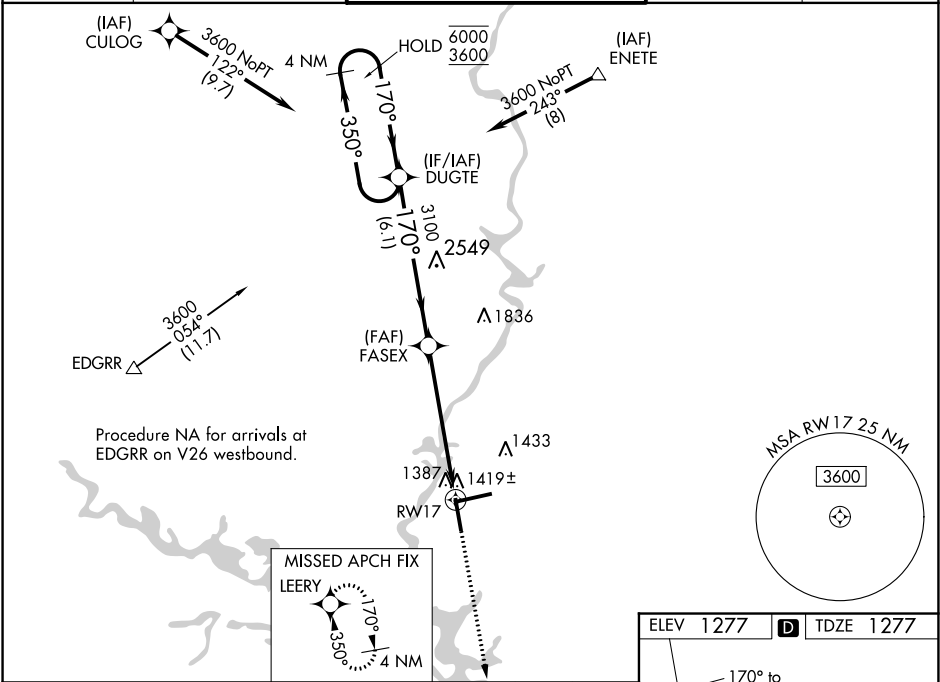 (IAF)
CULOG
3600 NoPT
122°
(9.7)
4 NM
HOLD
6000
3600
170°
350°
(IAF)
ENETE
3600 NoPT
243°
(8)
(IF/IAF)
DUGTE
3100
170°
(6.1)
2549
1836
(FAF)
FASEX
3600
054°
(11.7)
EDGRR
Procedure NA for arrivals at
EDGRR on V26 westbound.
1433
1387
1419±
RW17
MSA RW17 25 NM
3600
MISSED APCH FIX
LEERY
170°
350°
4 NM
ELEV 1277 D TDZE 1277
170° to